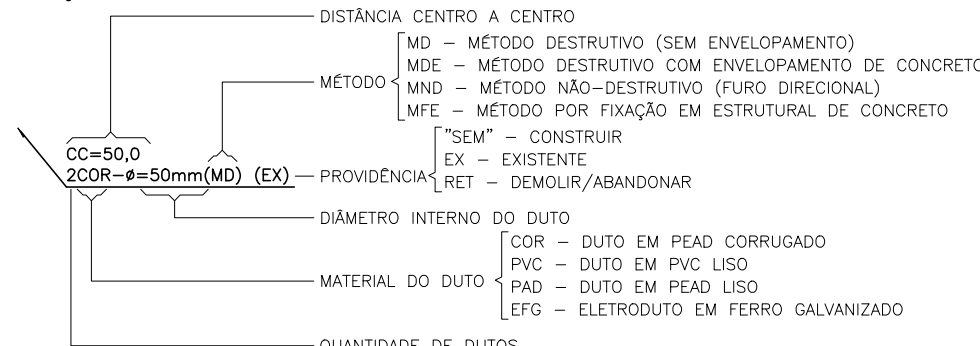 DISTÂNCIA CENTRO A CENTRO
MD – MÉTODO DESTRUTIVO (SEM ENVELOPAMENTO)
MDE – MÉTODO DESTRUTIVO COM ENVELOPAMENTO DE CONCRETO
MÉTODO
MND – MÉTODO NÃO–DESTRUTIVO (FURO DIRECIONAL)
MFE – MÉTODO POR FIXAÇÃO EM ESTRUTURAL DE CONCRETO
CC=50,0
2COR–ø=50mm(MD) (EX)
PROVIDÊNCIA
"SEM" – CONSTRUIR
EX – EXISTENTE
RET – DEMOLIR/ABANDONAR
DIÂMETRO INTERNO DO DUTO
MATERIAL DO DUTO
COR – DUTO EM PEAD CORRUGADO
PVC – DUTO EM PVC LISO
PAD – DUTO EM PEAD LISO
EFG – ELETRODUTO EM FERRO GALVANIZADO
QUANTIDADE DE DUTOS